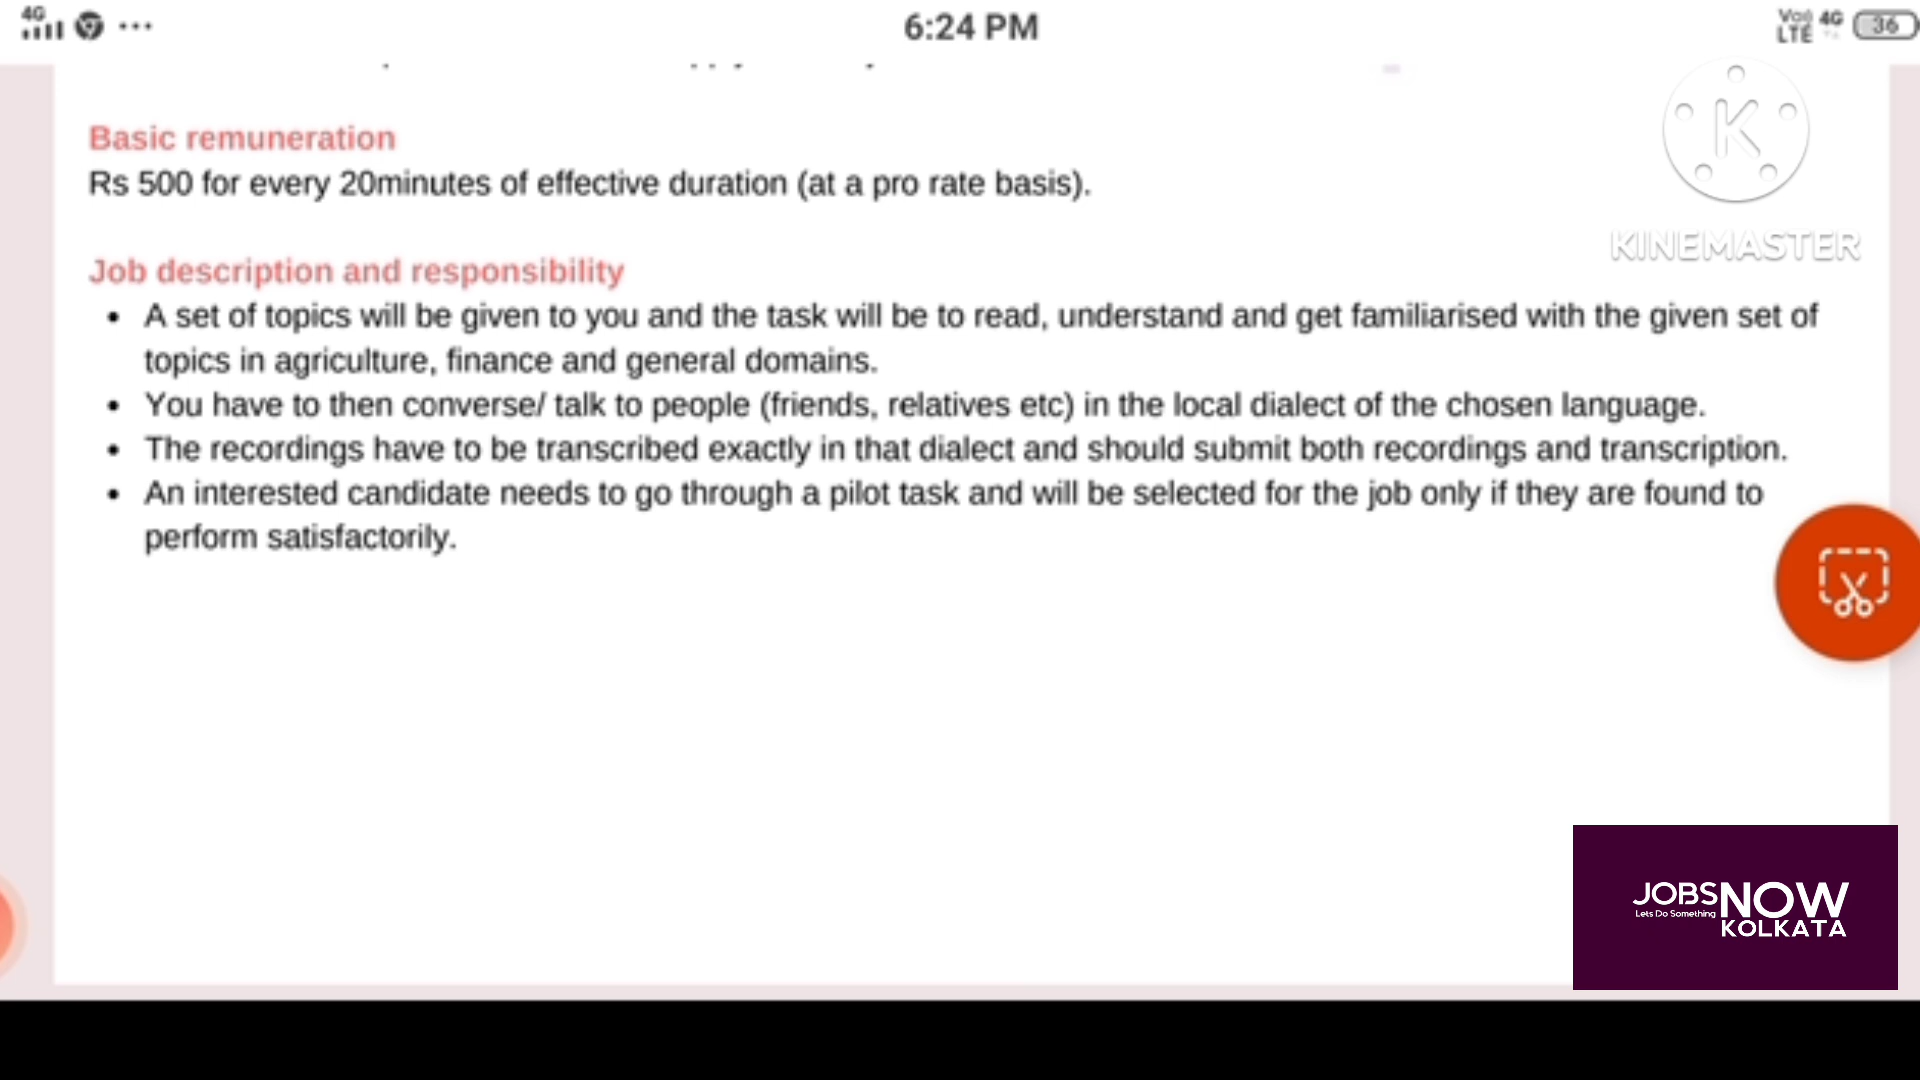 4G
6:24 PM
Vo) 4G
LTE
36
Basic remuneration
Rs 500 for every 20minutes of effective duration (at a pro rate basis).
K
KINEMASTER
Job description and responsibility
• A set of topics will be given to you and the task will be to read, understand and get familiarised with the given set of
topics in agriculture, finance and general domains.
• You have to then converse/ talk to people (friends, relatives etc) in the local dialect of the chosen language.
• The recordings have to be transcribed exactly in that dialect and should submit both recordings and transcription.
• An interested candidate needs to go through a pilot task and will be selected for the job only if they are found to
perform satisfactorily.
JOBSNOW
Lets Do Something
KOLKATA